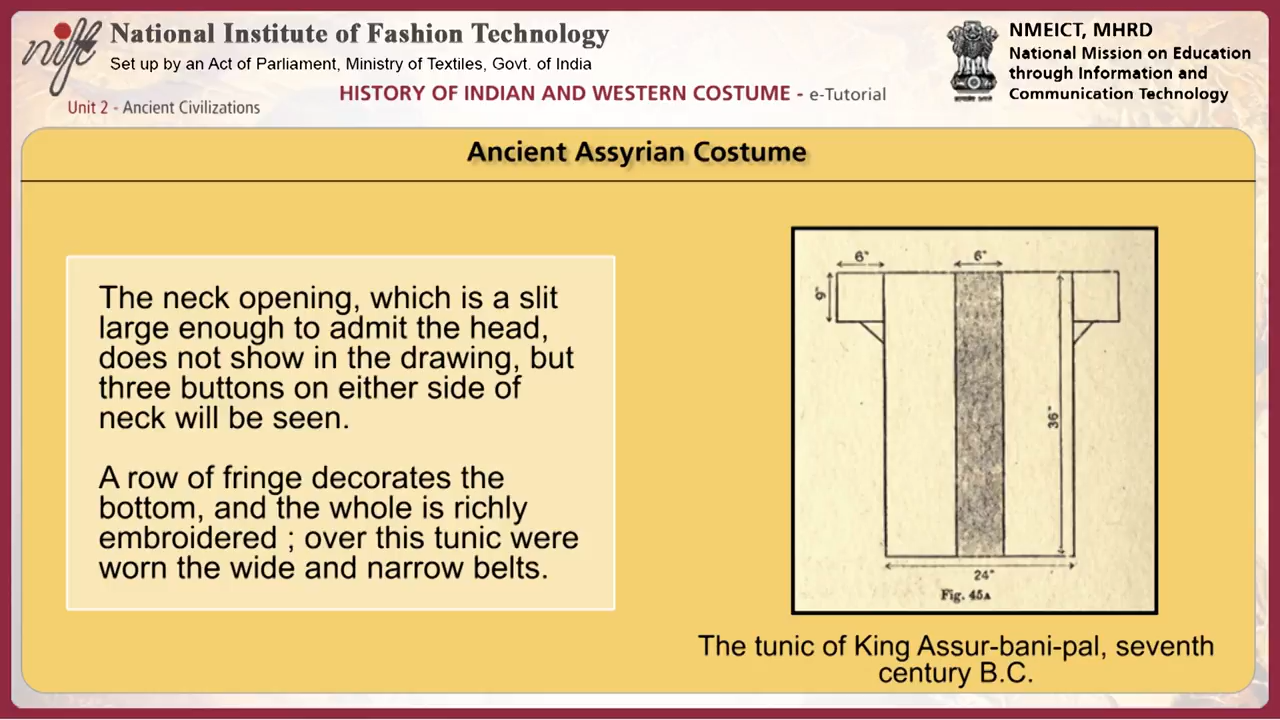 nift
National Institute of Fashion Technology
Set up by an Act of Parliament, Ministry of Textiles, Govt. of India
NMEICT, MHRD
National Mission on Education
through Information and
Communication Technology
Unit 2 - Ancient Civilizations
HISTORY OF INDIAN AND WESTERN COSTUME - e-Tutorial
Ancient Assyrian Costume
The neck opening, which is a slit
large enough to admit the head,
does not show in the drawing, but
three buttons on either side of
neck will be seen.
A row of fringe decorates the
bottom, and the whole is richly
embroidered ; over this tunic were
worn the wide and narrow belts.
6"
6"
36"
24"
Fig. 45A
The tunic of King Assur-bani-pal, seventh
century B.C.